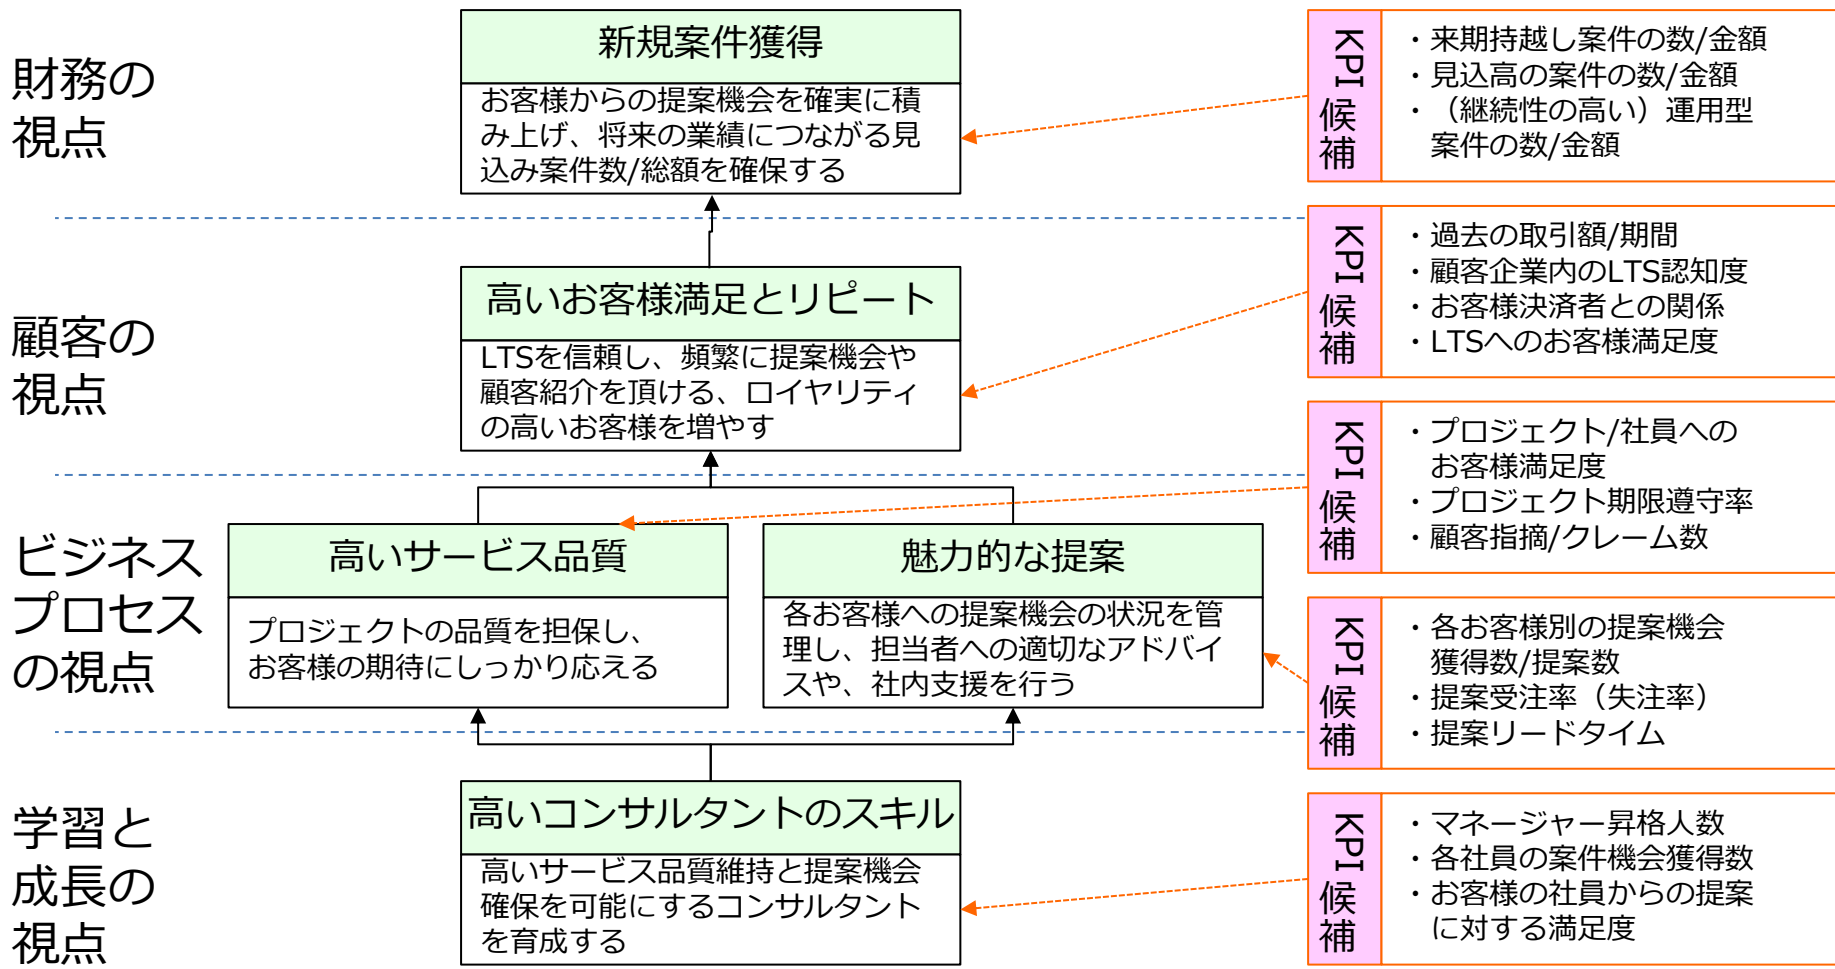 財務の
視点
新規案件獲得
お客様からの提案機会を確実に積
み上げ、将来の業績につながる見
込み案件数/総額を確保する
KPI候補
・来期持越し案件の数/金額
・見込高の案件の数/金額
・（継続性の高い）運用型
案件の数/金額
顧客の
視点
高いお客様満足とリピート
LTSを信頼し、頻繁に提案機会や
顧客紹介を頂ける、ロイヤリティ
の高いお客様を増やす
KPI候補
・過去の取引額/期間
・顧客企業内のLTS認知度
・お客様決済者との関係
・LTSへのお客様満足度
ビジネス
プロセス
の視点
高いサービス品質
プロジェクトの品質を担保し、
お客様の期待にしっかり応える
KPI候補
・プロジェクト/社員への
お客様満足度
・プロジェクト期限遵守率
・顧客指摘/クレーム数
魅力的な提案
各お客様への提案機会の状況を管
理し、担当者への適切なアドバイ
スや、社内支援を行う
KPI候補
・各お客様別の提案機会
獲得数/提案数
・提案受注率（失注率）
・提案リードタイム
学習と
成長の
視点
高いコンサルタントのスキル
高いサービス品質維持と提案機会
確保を可能にするコンサルタント
を育成する
KPI候補
・マネージャー昇格人数
・各社員の案件機会獲得数
・お客様の社員からの提案
に対する満足度